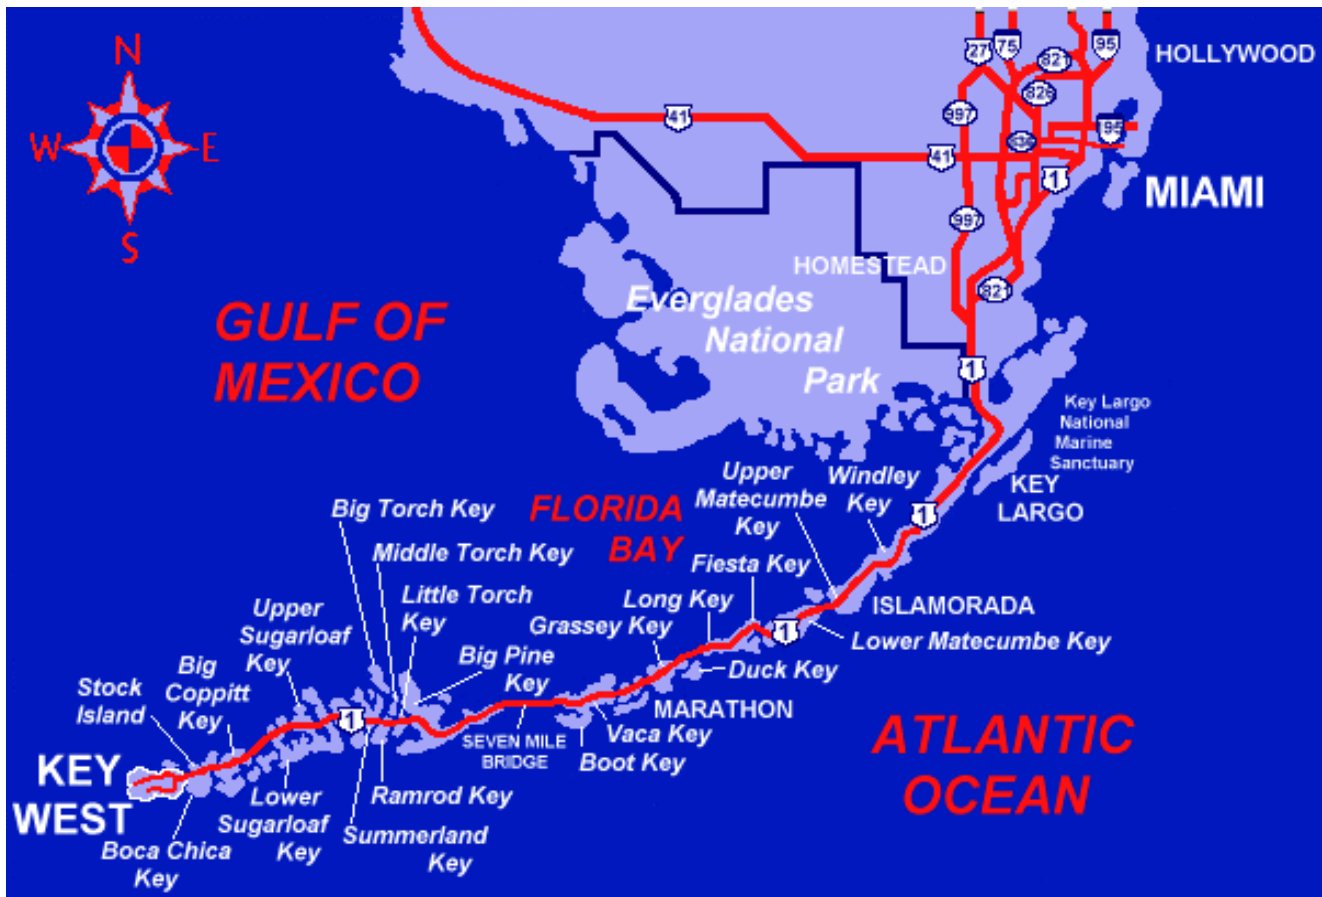 N
W
E
S
27
75
821
95
HOLLYWOOD
826
997
41
195
836
41
1
MIAMI
997
HOMESTEAD
821
Everglades
National
Park
GULF OF
MEXICO
1
Key Largo
National
Marine
Sanctuary
KEY
LARGO
Upper
Matecumbe
Key
Windley
Key
1
FLORIDA
BAY
Big Torch Key
Middle Torch Key
Little Torch
Key
Fiesta Key
Long Key
Grassey Key
ISLAMORADA
Lower Matecumbe Key
1
Duck Key
Upper
Sugarloaf
Key
Big Pine
Key
Big
Coppitt
Key
Stock
Island
1
MARATHON
Vaca Key
Boot Key
SEVEN MILE
BRIDGE
ATLANTIC
OCEAN
KEY
WEST
Lower
Sugarloaf
Key
Ramrod Key
Summerland
Key
Boca Chica
Key